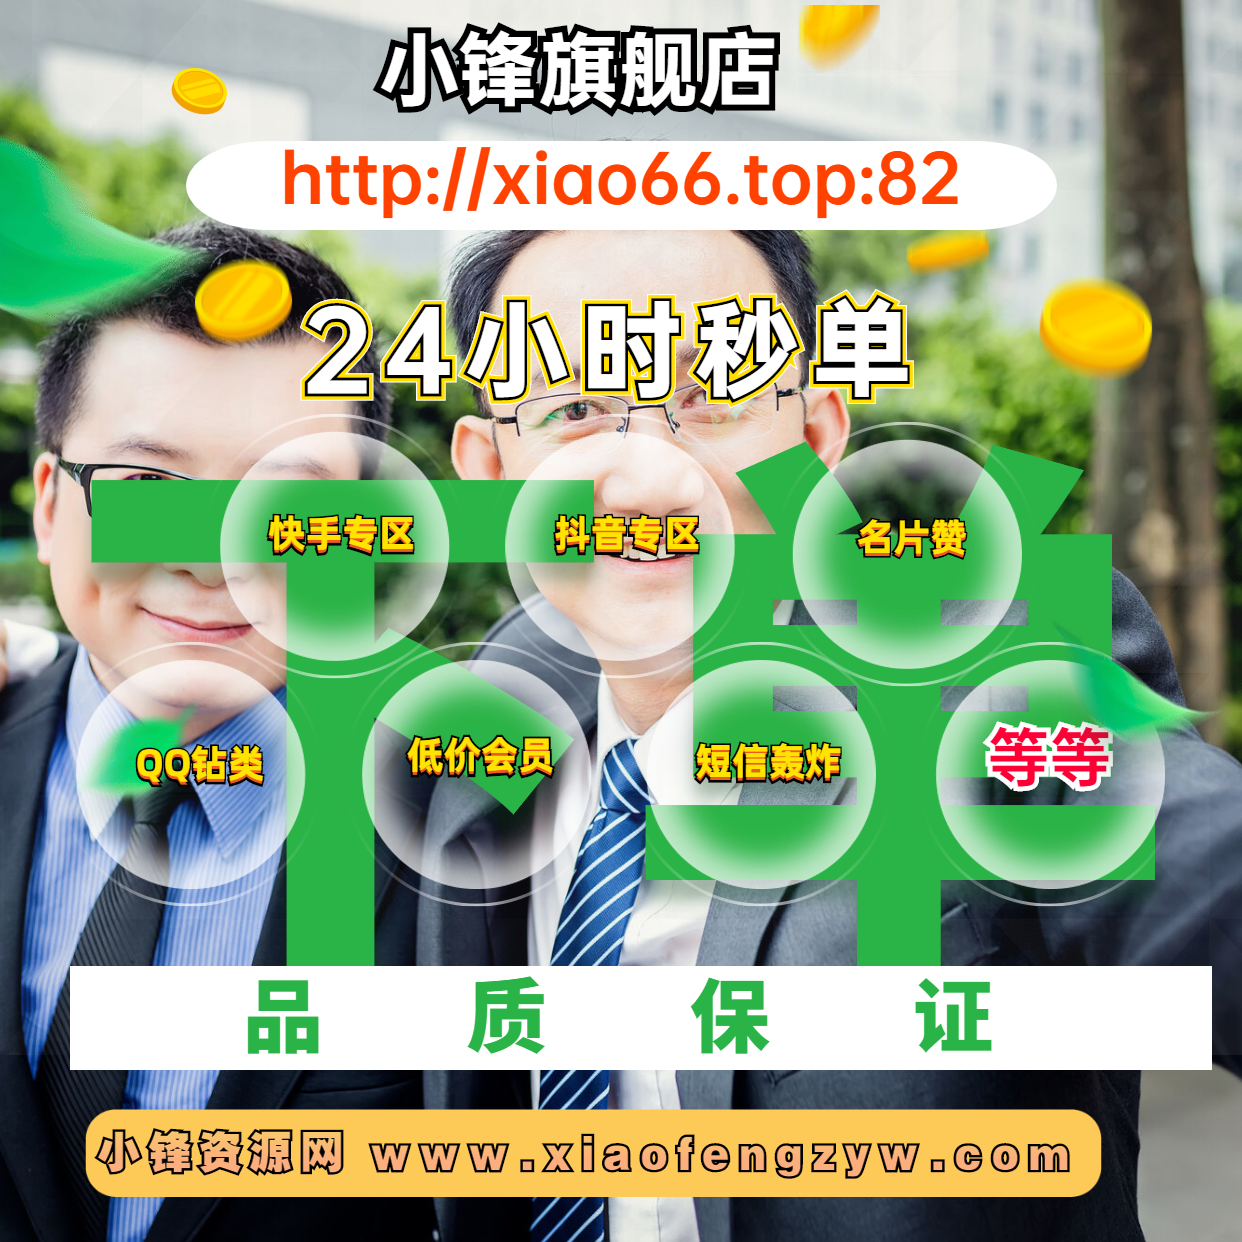 小锋旗舰店
http://xiao66.top:82
24小时秒单
下单
快手专区 抖音专区 名片赞
QQ钻类 低价会员 短信轰炸 等等
品质保证
小锋资源网 www.xiaofengzyw.com